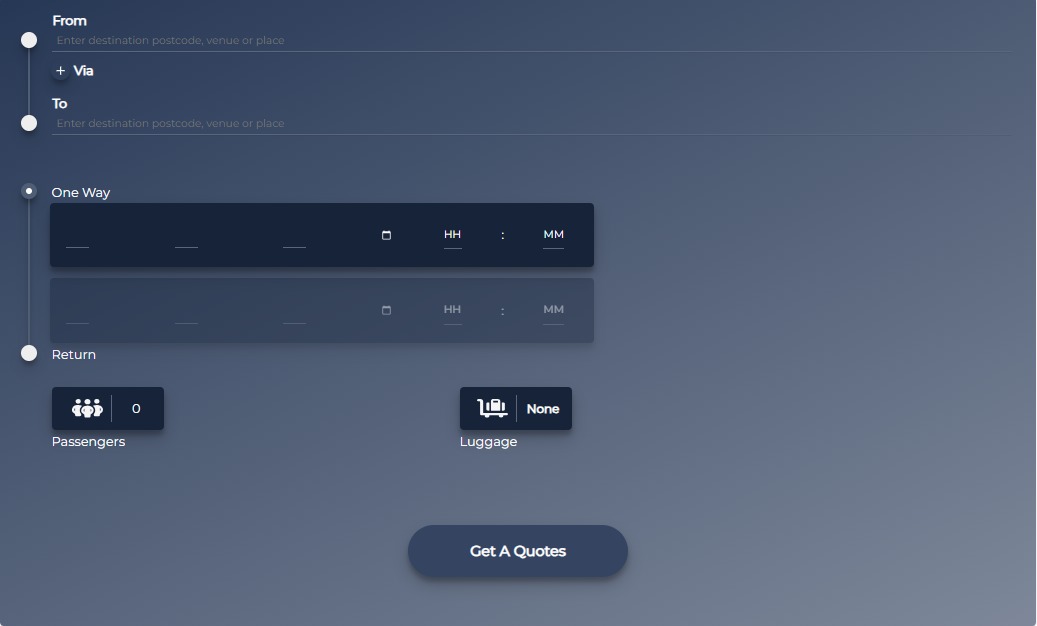 From
Enter destination postcode, venue or place
+ Via
To
Enter destination postcode, venue or place
One Way
HH : MM
HH : MM
Return
0
None
Passengers
Luggage
Get A Quotes